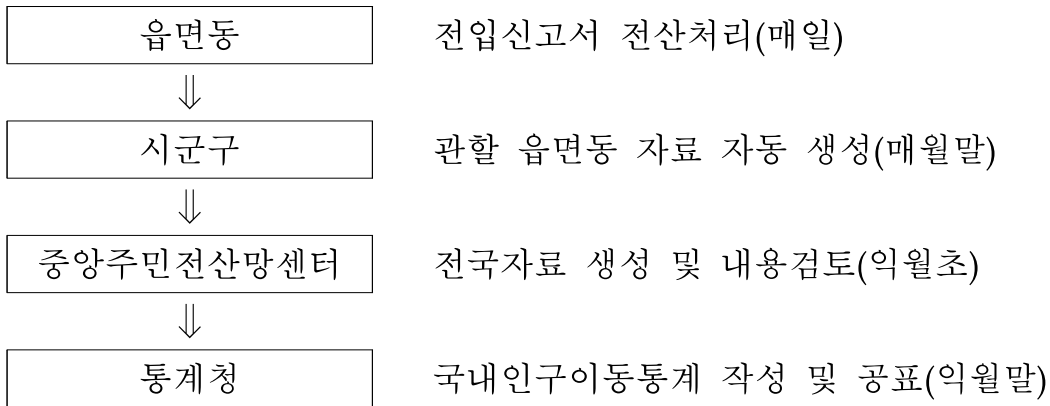 읍면동 전입신고서 전산처리(매일)
⇓
시군구 관할 읍면동 자료 자동 생성(매월말)
⇓
중앙주민전산망센터 전국자료 생성 및 내용검토(익월초)
⇓
통계청 국내인구이동통계 작성 및 공표(익월말)